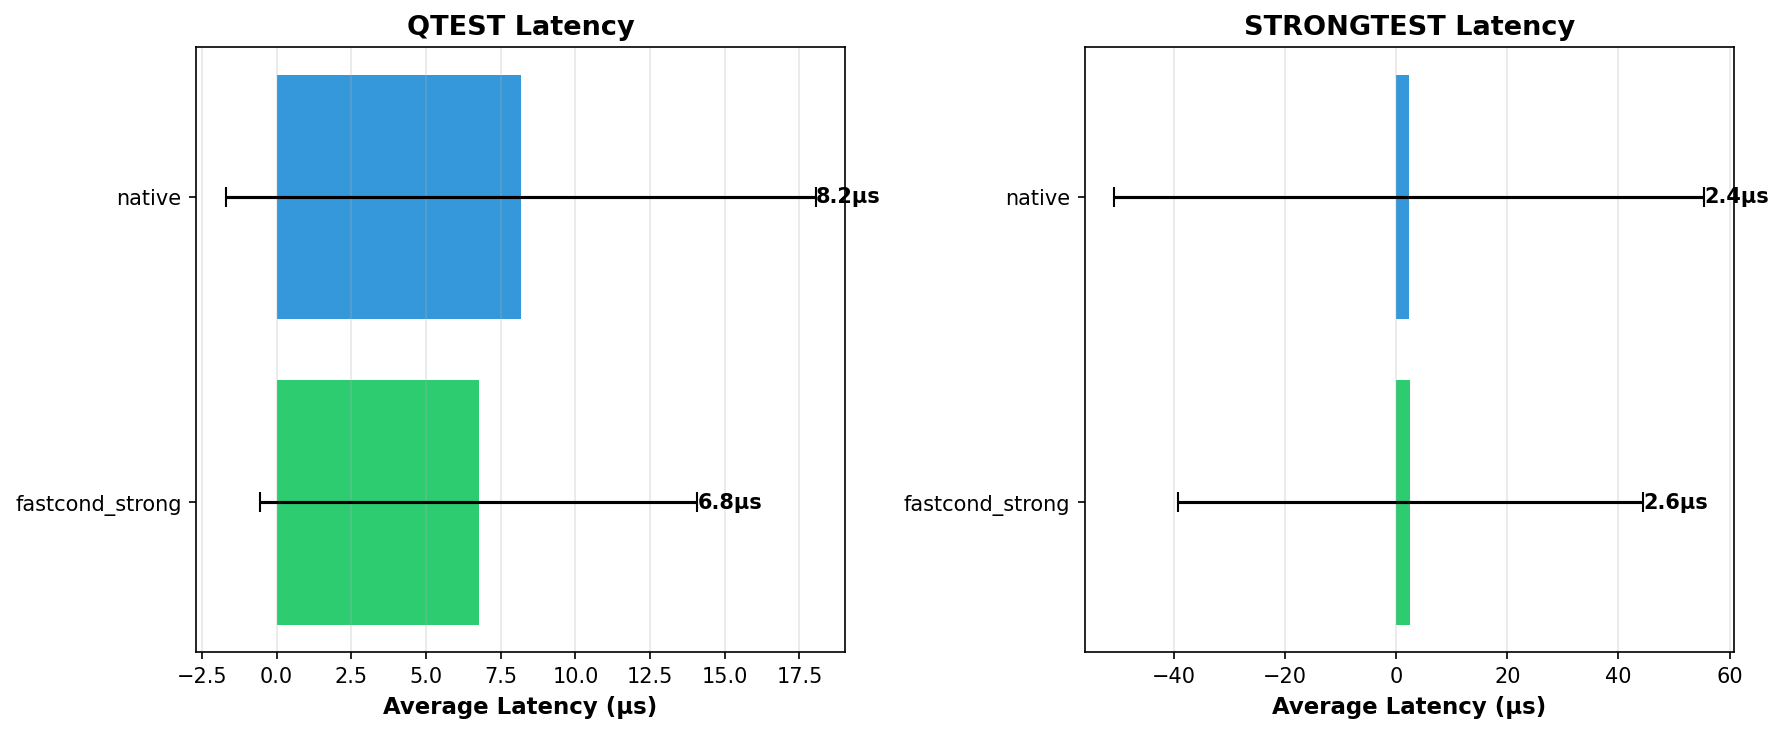 QTEST Latency
native
8.2µs
fastcond_strong
6.8µs
−2.5 0.0 2.5 5.0 7.5 10.0 12.5 15.0 17.5
Average Latency (µs)
STRONGTEST Latency
native
2.4µs
fastcond_strong
2.6µs
−40 −20 0 20 40 60
Average Latency (µs)